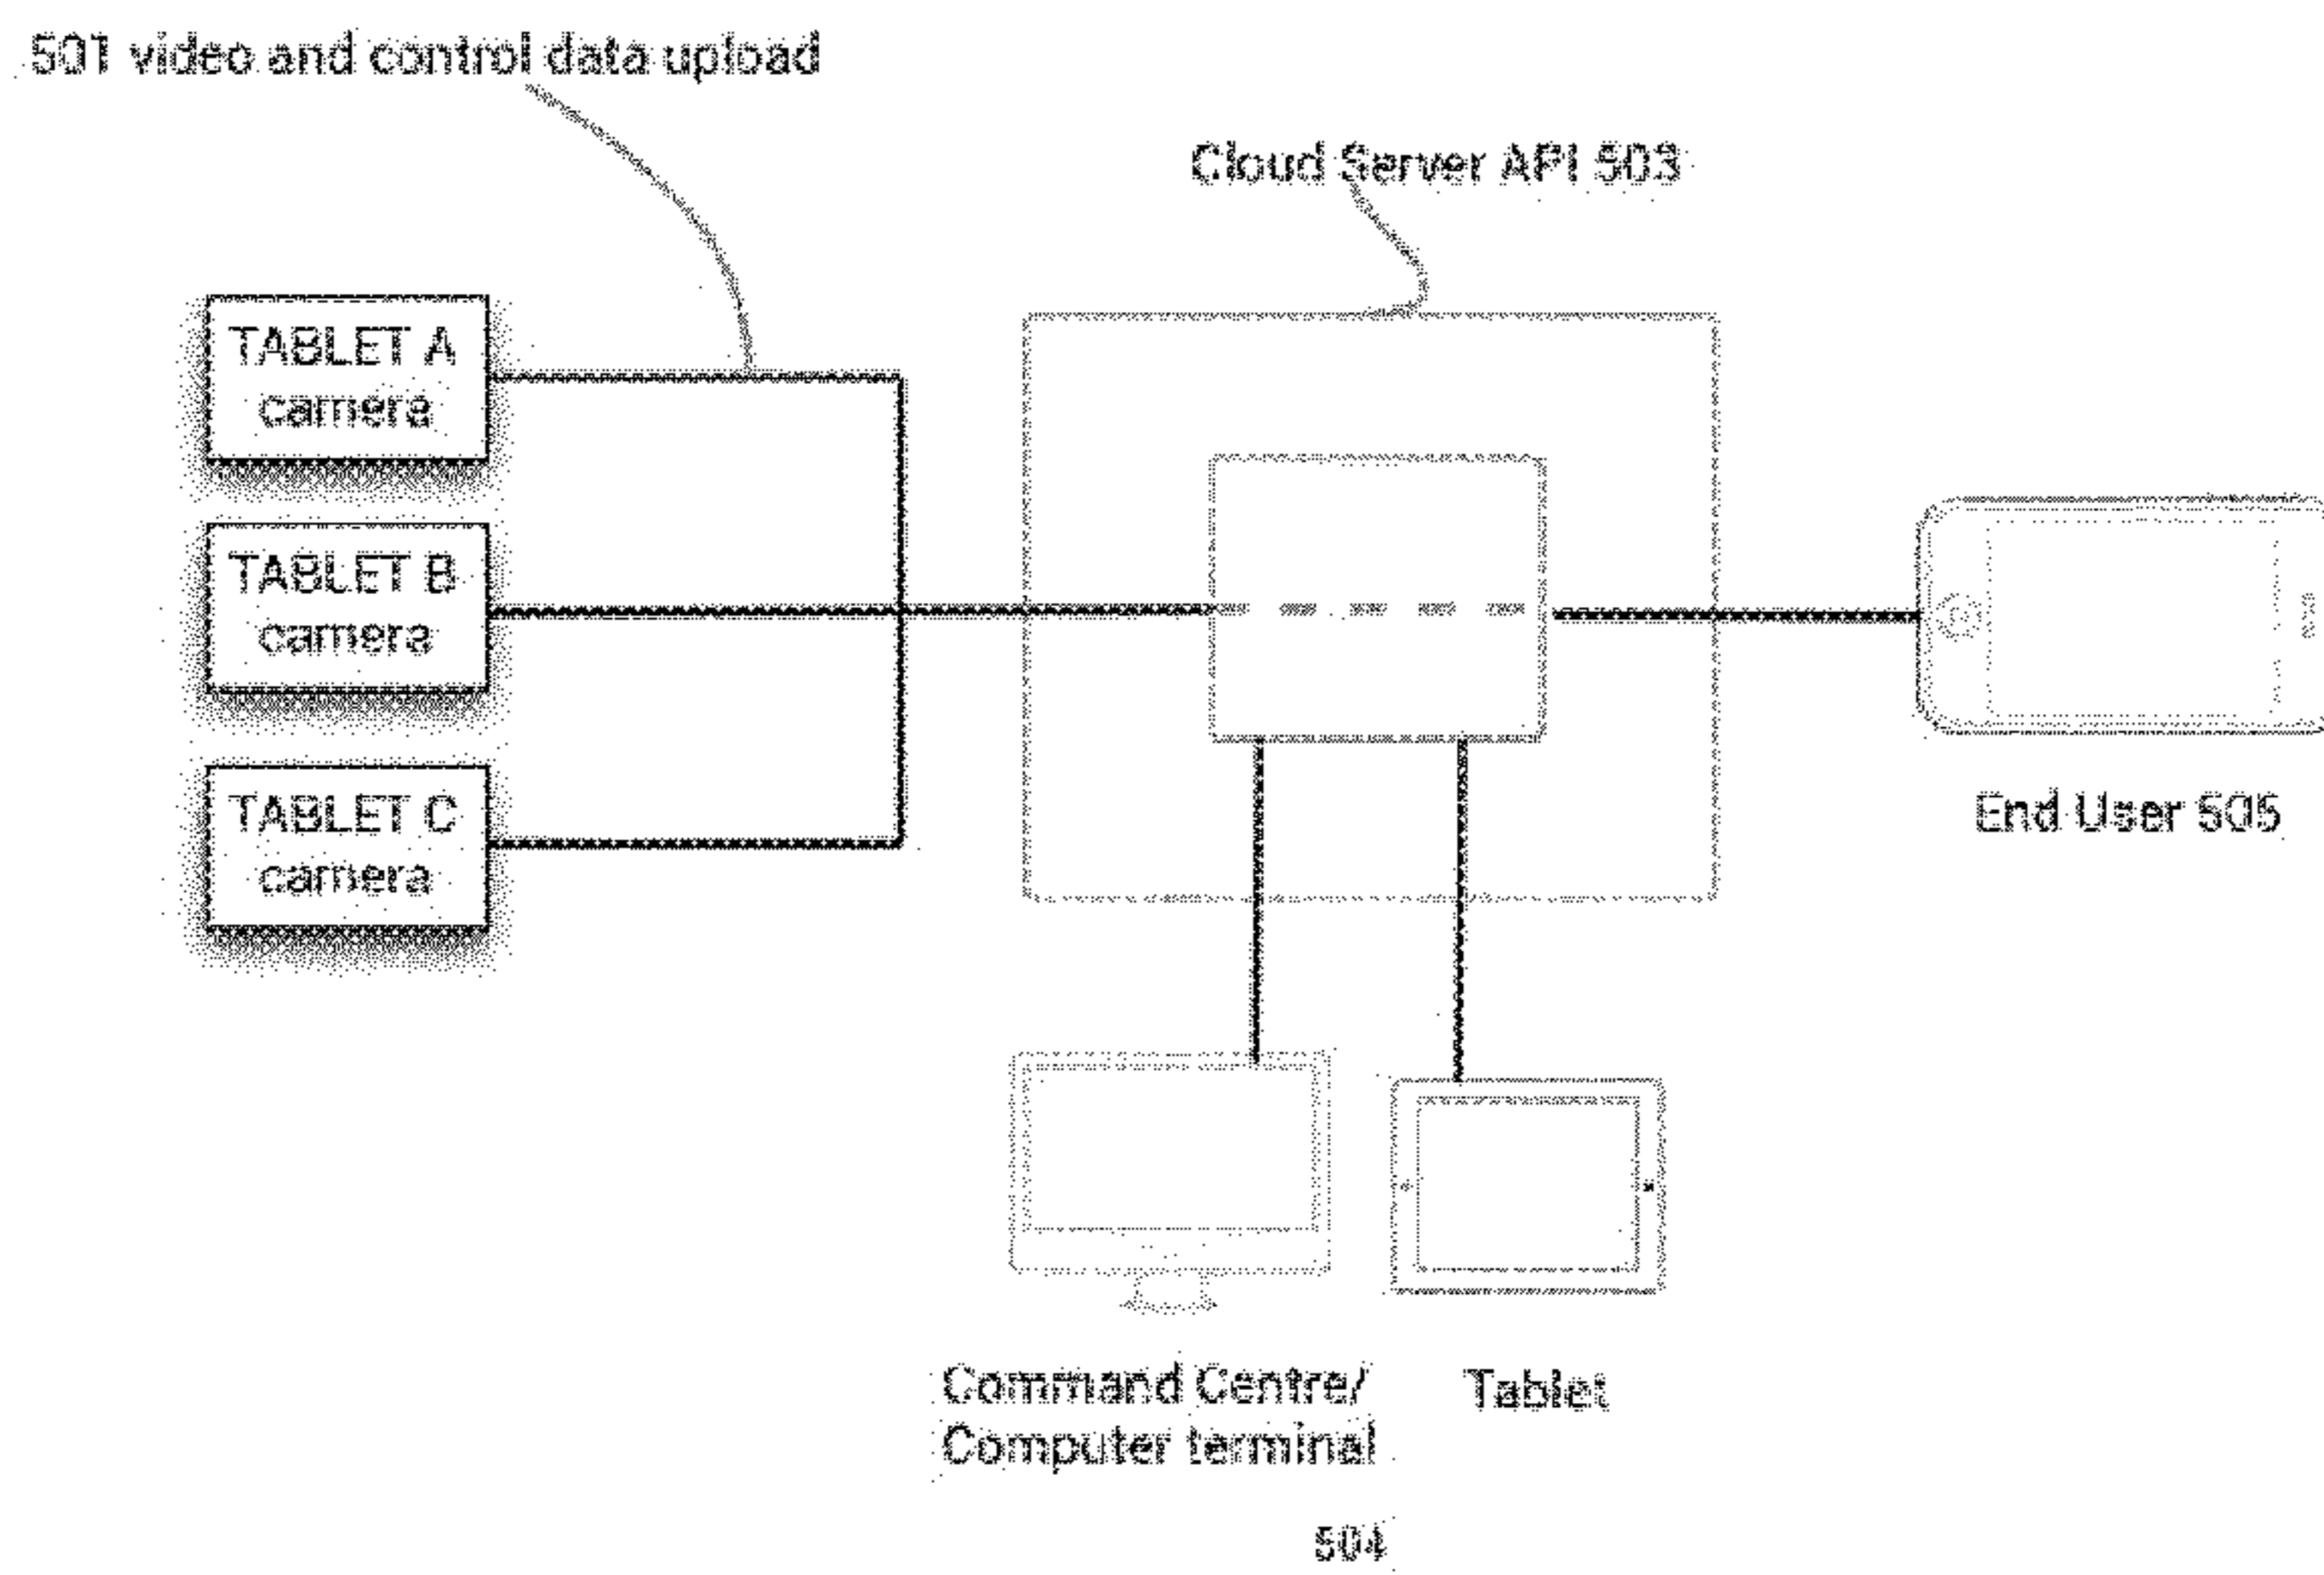 501 video and control data upload
Cloud Server API 503
TABLET A
camera
TABLET B
camera
TABLET C
camera
End User 505
Command Centre/
Computer terminal
Tablet
504